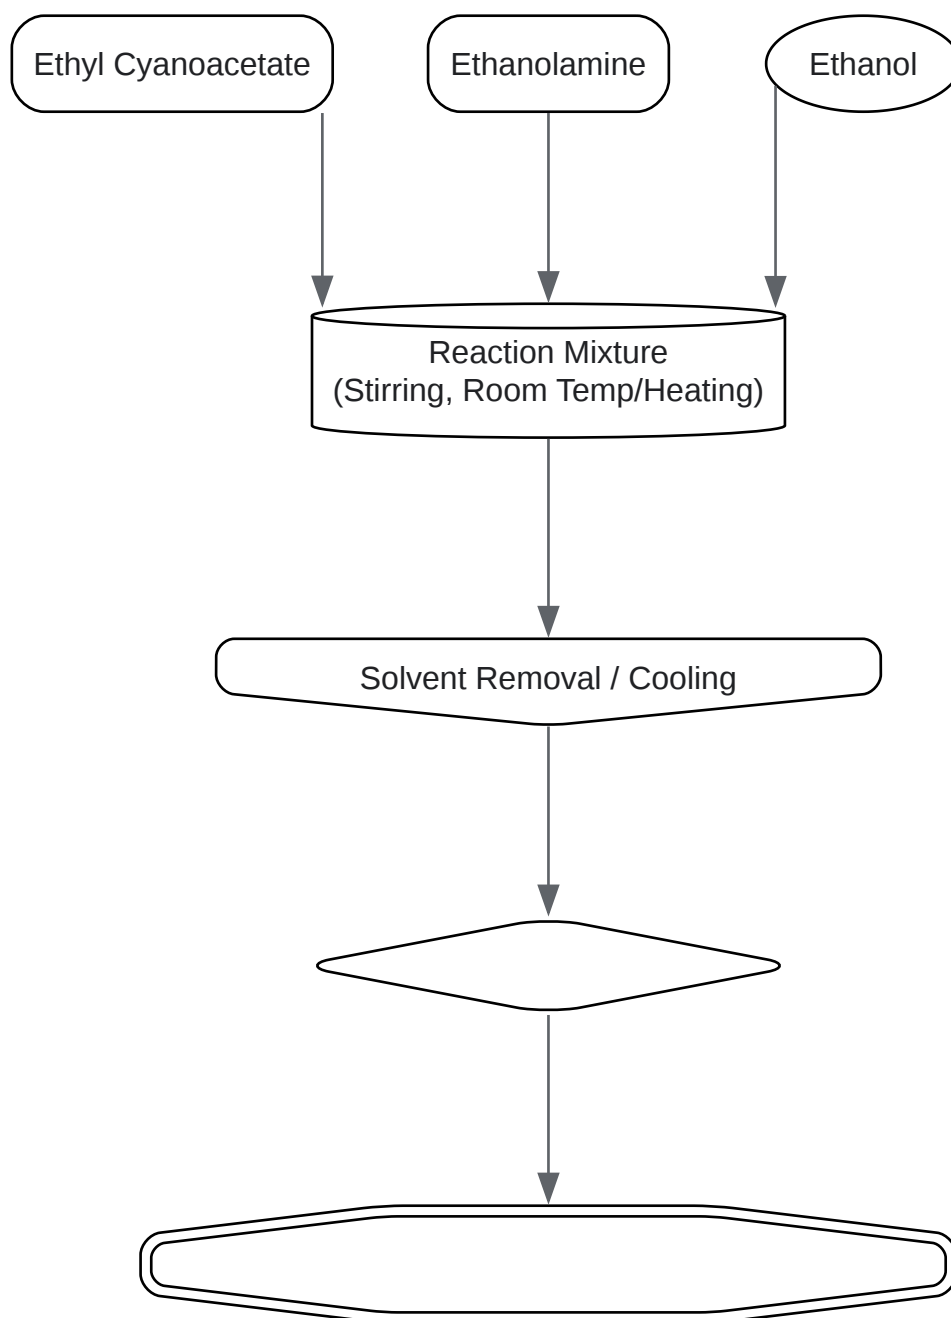 Ethyl Cyanoacetate
Ethanolamine
Ethanol
Reaction Mixture
(Stirring, Room Temp/Heating)
Solvent Removal / Cooling